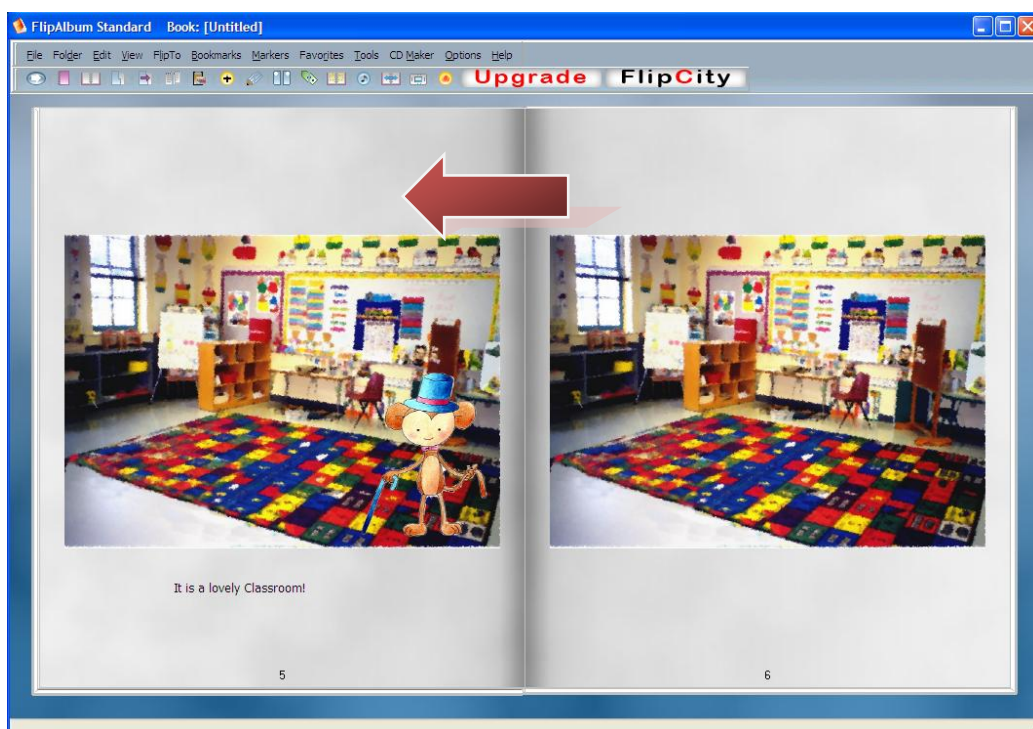 FlipAlbum Standard Book: [Untitled]
File Folder Edit View FlipTo Bookmarks Markers Favorites Tools CD Maker Options Help
Upgrade FlipCity
It is a lovely Classroom!
5
6